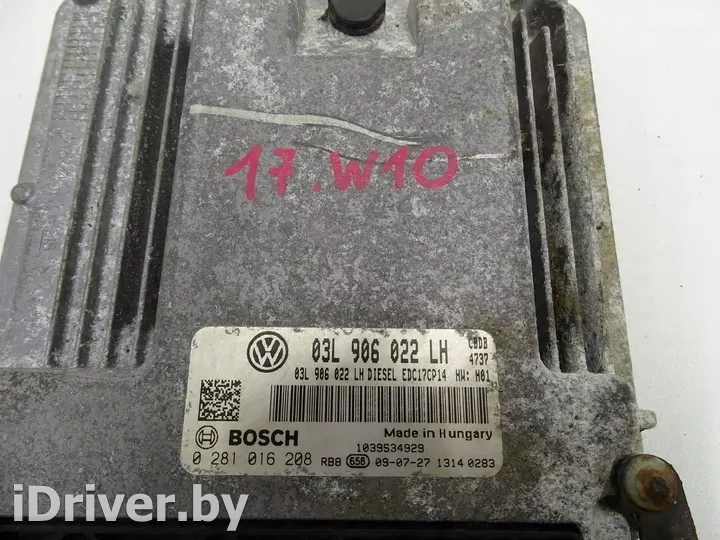 17.W10
03L 906 022 LH
CBDB
4737
03L 906 022 LH DIESEL EDC17CP14 HW: H01
BOSCH
Made in Hungary
1039S34929
0 281 016 208 RB8 658 09-07-27 1314 0283
iDriver.by